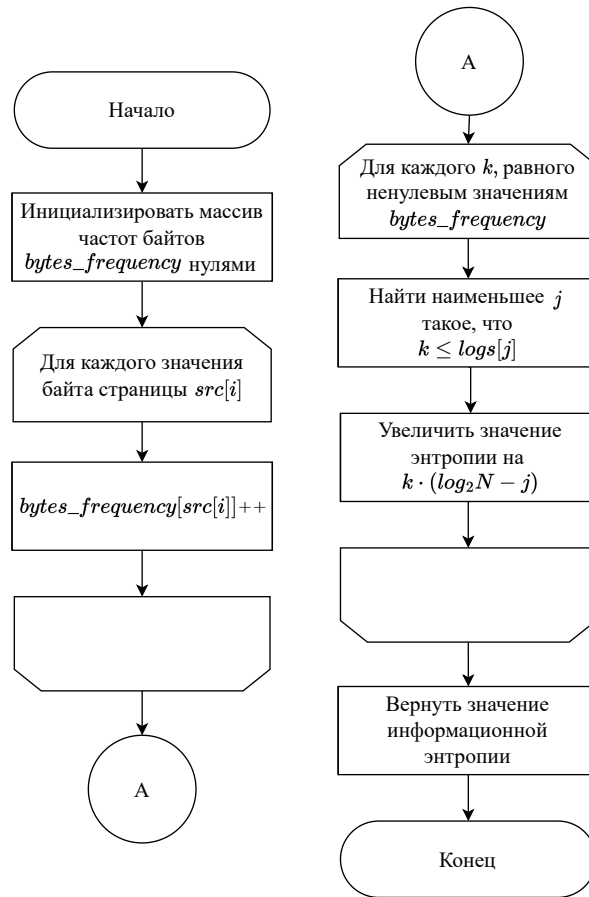 Начало
Инициализировать массив
частот байтов
bytes_frequency нулями
Для каждого значения
байта страницы src[i]
bytes_frequency[src[i]]++
A
A
Для каждого k, равного
ненулевым значениям
bytes_frequency
Найти наименьшее j
такое, что
k ≤ logs[j]
Увеличить значение
энтропии на
k · (log₂N − j)
Вернуть значение
информационной
энтропии
Конец